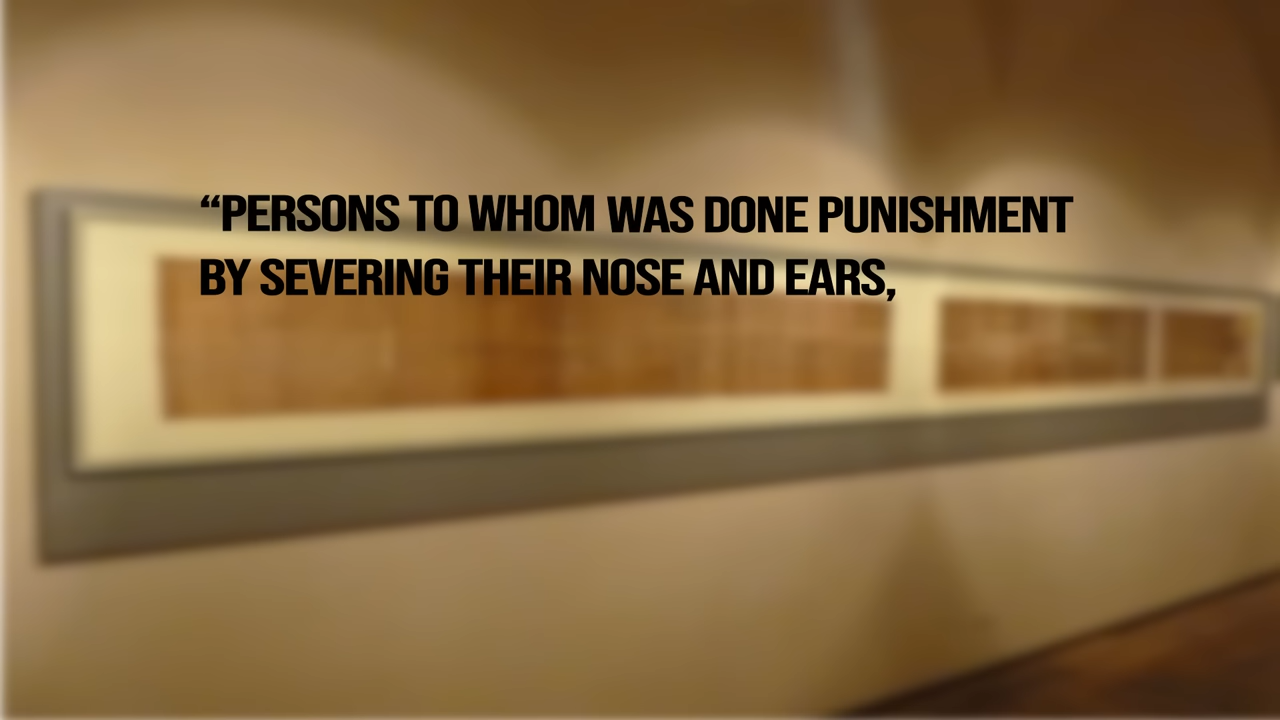 “PERSONS TO WHOM WAS DONE PUNISHMENT
BY SEVERING THEIR NOSE AND EARS,